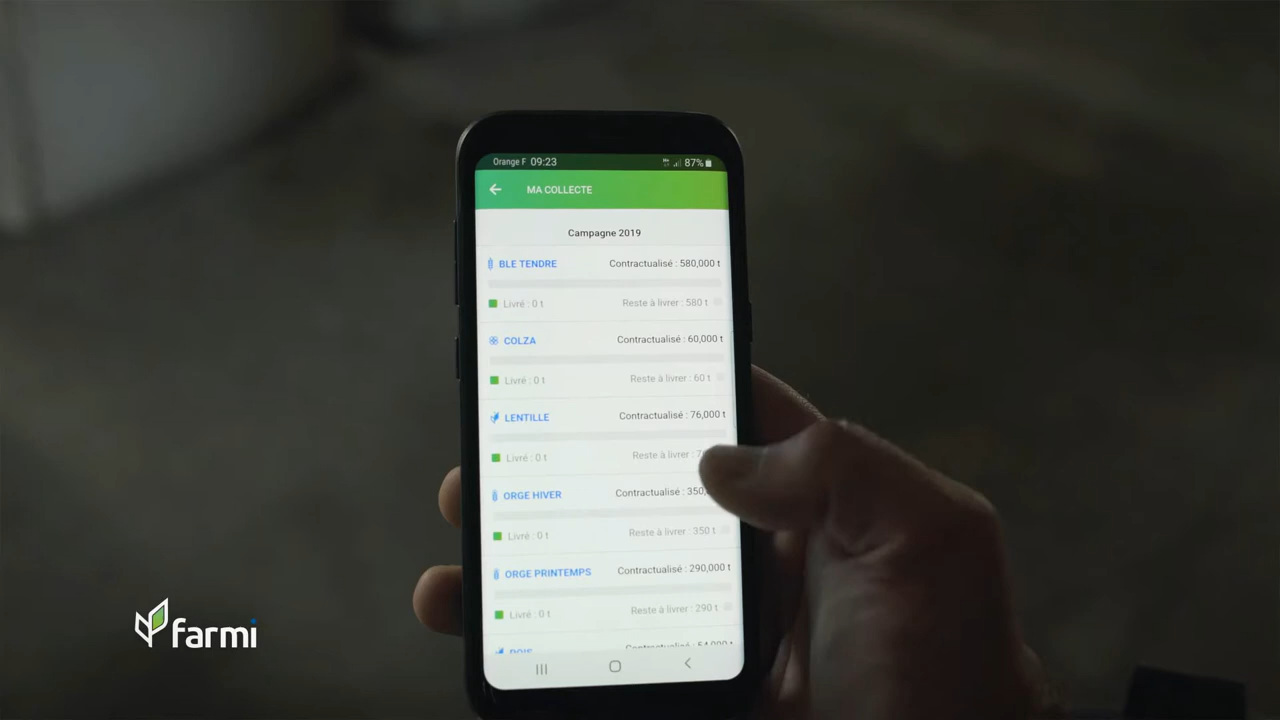 Orange F 09:23 87%
MA COLLECTE
Campagne 2019
BLE TENDRE Contractualisé : 580,000 t
Livré : 0 t Reste à livrer : 580 t
COLZA Contractualisé : 60,000 t
Livré : 0 t Reste à livrer : 60 t
LENTILLE Contractualisé : 76,000 t
Livré : 0 t Reste à livrer :
ORGE HIVER Contractualisé :
Livré : 0 t Reste à livrer : 350 t
ORGE PRINTEMPS Contractualisé : 290,000 t
Livré : 0 t Reste à livrer : 290 t
farmi